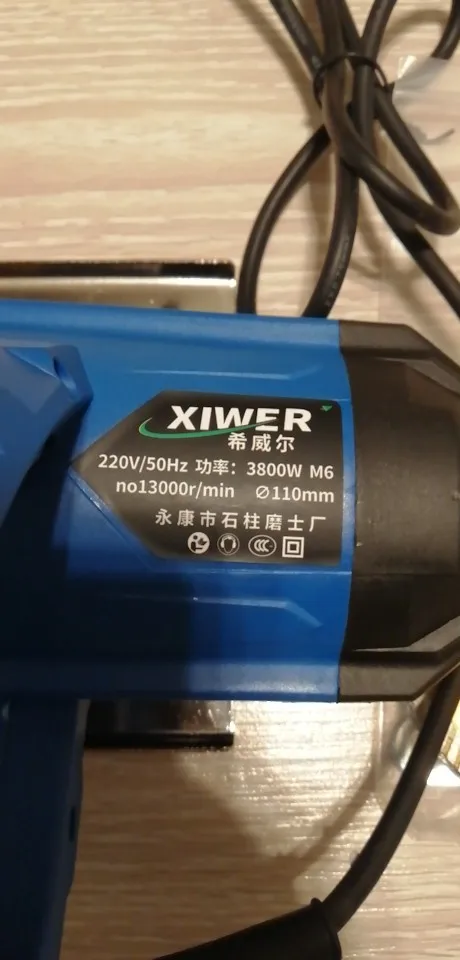 XIWER
希威尔
220V/50Hz 功率: 3800W M6
no13000r/min ∅110mm
永康市石柱磨士厂